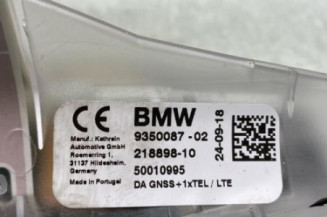 CE BMW
Manuf.: Kathrein
Automotive GmbH
Roemerring 1,
31137 Hildesheim,
Germany
Made in Portugal
9350087-02
218898-10
50010995
DA GNSS+1xTEL / LTE
24-09-18